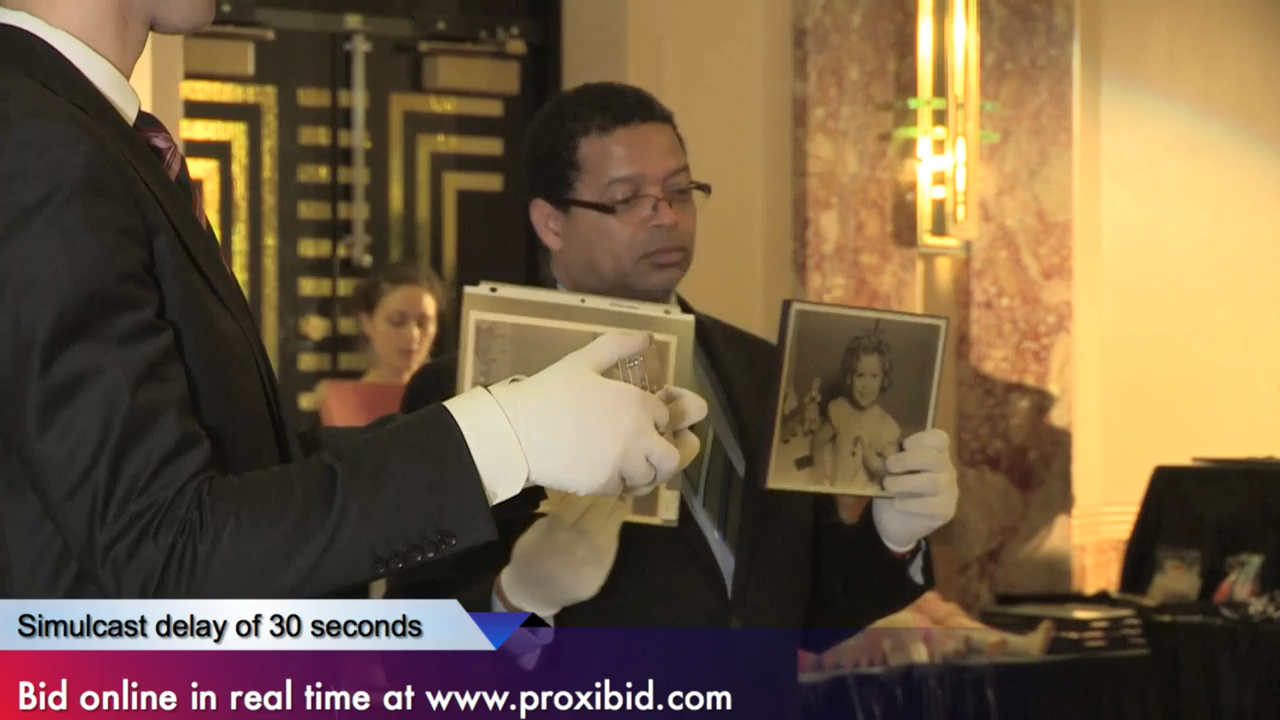 Simulcast delay of 30 seconds
Bid online in real time at www.proxibid.com